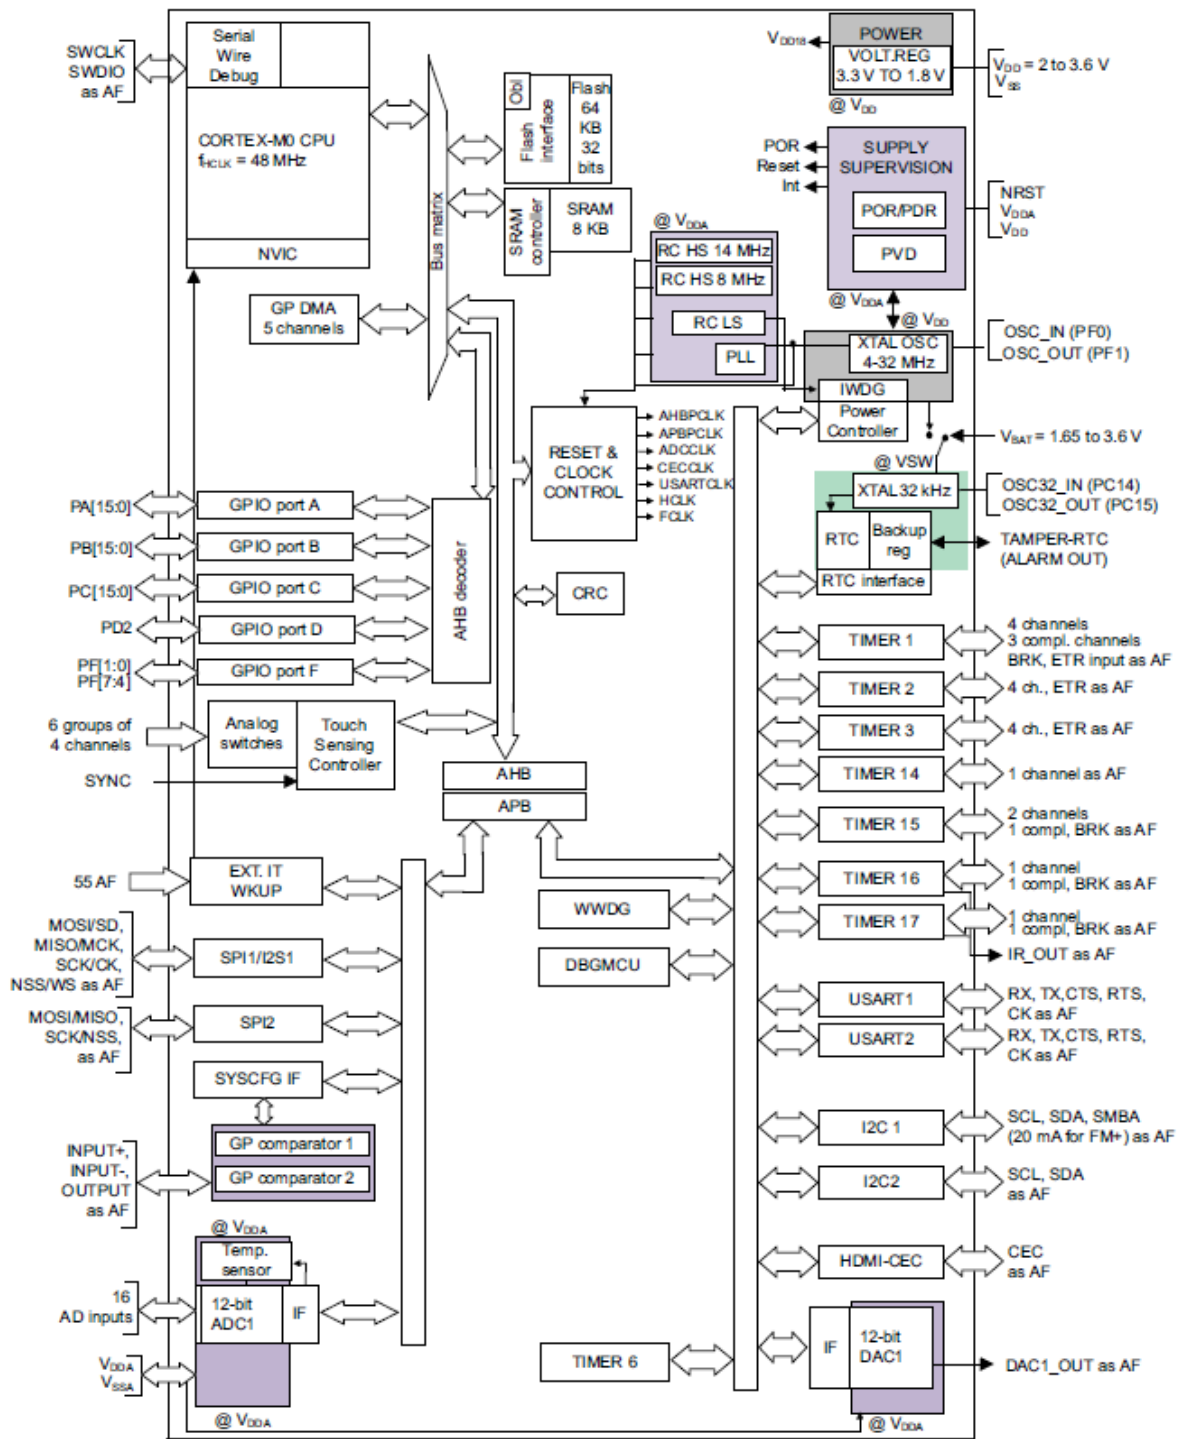 SWCLK
SWDIO
as AF
Serial
Wire
Debug
CORTEX-M0 CPU
fHCLK = 48 MHz
NVIC
Bus matrix
Obl
Flash
interface
Flash
64
KB
32
bits
SRAM
controller
SRAM
8 KB
GP DMA
5 channels
POWER
VOLT.REG
3.3 V TO 1.8 V
VDD18
VDD = 2 to 3.6 V
VSS
@ VDD
POR
Reset
Int
SUPPLY
SUPERVISION
POR/PDR
PVD
NRST
VDDA
VDD
@ VDDA
@ VDD
@ VDDA
RC HS 14 MHz
RC HS 8 MHz
RC LS
PLL
XTAL OSC
4-32 MHz
OSC_IN (PF0)
OSC_OUT (PF1)
IWDG
Power
Controller
VBAT = 1.65 to 3.6 V
@ VSW
RESET &
CLOCK
CONTROL
AHBPCLK
APBPCLK
ADCCLK
CECCLK
USARTCLK
HCLK
FCLK
XTAL32 kHz
OSC32_IN (PC14)
OSC32_OUT (PC15)
RTC
Backup
reg
RTC interface
TAMPER-RTC
(ALARM OUT)
PA[15:0]
GPIO port A
PB[15:0]
GPIO port B
PC[15:0]
GPIO port C
PD2
GPIO port D
PF[1:0]
PF[7:4]
GPIO port F
AHB decoder
CRC
6 groups of
4 channels
Analog
switches
Touch
Sensing
Controller
SYNC
AHB
APB
TIMER 1
4 channels
3 compl. channels
BRK, ETR input as AF
TIMER 2
4 ch., ETR as AF
TIMER 3
4 ch., ETR as AF
TIMER 14
1 channel as AF
TIMER 15
2 channels
1 compl, BRK as AF
TIMER 16
1 channel
1 compl, BRK as AF
TIMER 17
1 channel
1 compl, BRK as AF
IR_OUT as AF
55 AF
EXT. IT
WKUP
WWDG
DBGMCU
MOSI/SD,
MISO/MCK,
SCK/CK,
NSS/WS as AF
SPI1/I2S1
MOSI/MISO,
SCK/NSS,
as AF
SPI2
SYSCFG IF
USART1
RX, TX,CTS, RTS,
CK as AF
USART2
RX, TX,CTS, RTS,
CK as AF
INPUT+,
INPUT-,
OUTPUT
as AF
GP comparator 1
GP comparator 2
I2C 1
SCL, SDA, SMBA
(20 mA for FM+) as AF
I2C2
SCL, SDA
as AF
@ VDDA
Temp.
sensor
16
AD inputs
12-bit
ADC1
IF
VDDA
VSSA
@ VDDA
HDMI-CEC
CEC
as AF
TIMER 6
IF
12-bit
DAC1
DAC1_OUT as AF
@ VDDA